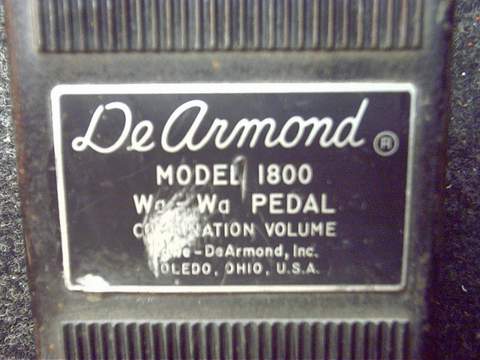 DeArmond ®
MODEL 1800
Wa-Wa PEDAL
COMBINATION VOLUME
Rowe-DeArmond, Inc.
TOLEDO, OHIO, U.S.A.